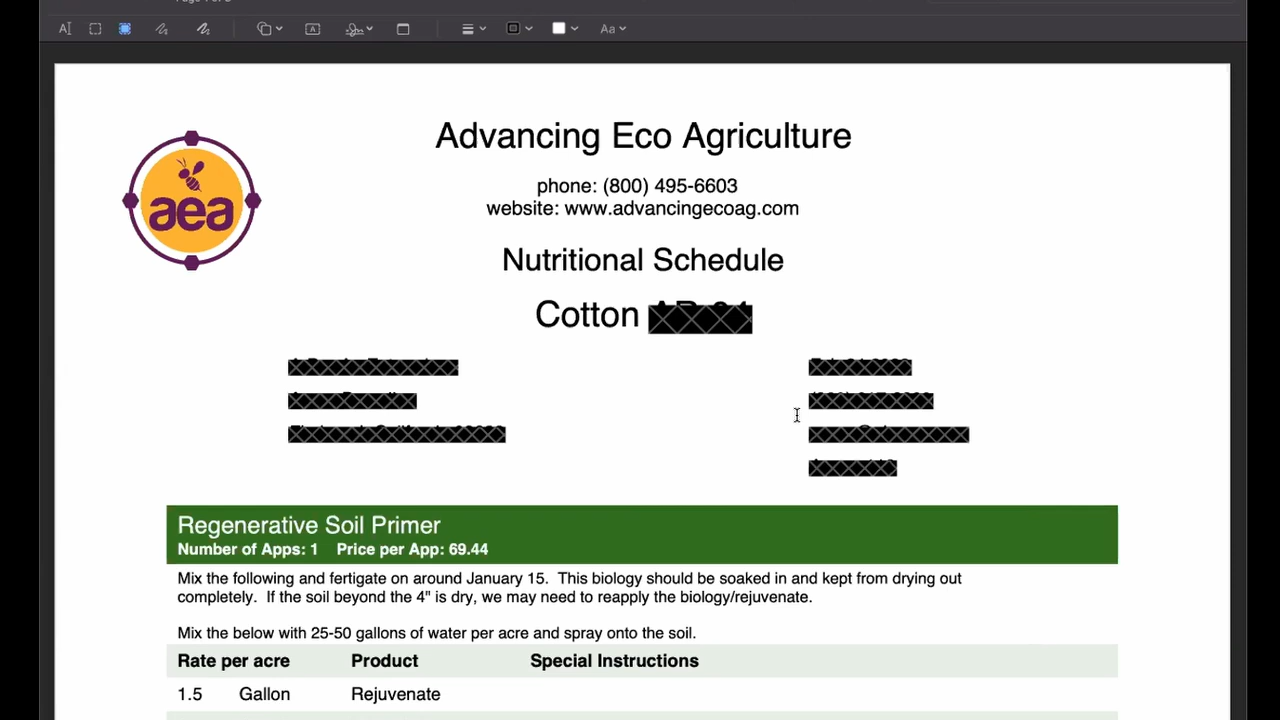 Advancing Eco Agriculture
aea
phone: (800) 495-6603
website: www.advancingecoag.com
Nutritional Schedule
Cotton
Regenerative Soil Primer
Number of Apps: 1 Price per App: 69.44
Mix the following and fertigate on around January 15. This biology should be soaked in and kept from drying out
completely. If the soil beyond the 4" is dry, we may need to reapply the biology/rejuvenate.
Mix the below with 25-50 gallons of water per acre and spray onto the soil.
Rate per acre Product Special Instructions
1.5 Gallon Rejuvenate